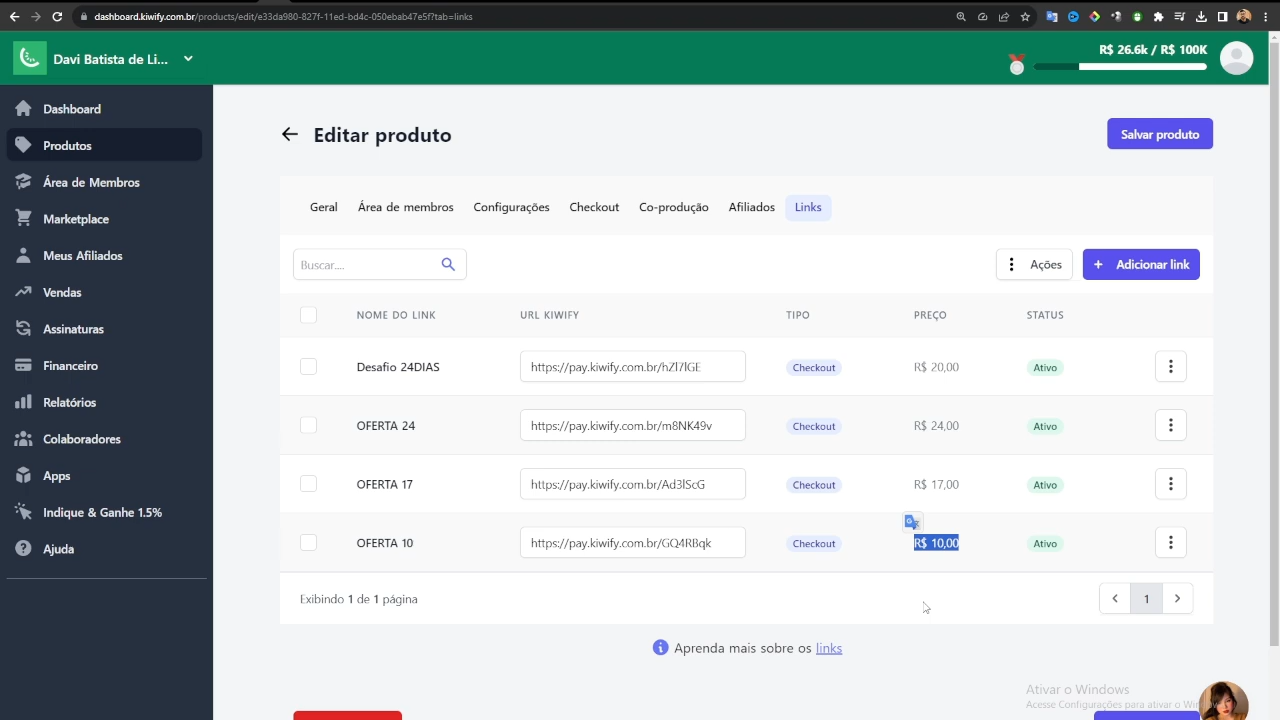 dashboard.kiwify.com.br/products/edit/e33da980-827f-11ed-bd4c-050ebab47e5f?tab=links
Davi Batista de Li...
R$ 26.6k / R$ 100K
Dashboard
Produtos
Área de Membros
Marketplace
Meus Afiliados
Vendas
Assinaturas
Financeiro
Relatórios
Colaboradores
Apps
Indique & Ganhe 1.5%
Ajuda
Editar produto
Salvar produto
Geral Área de membros Configurações Checkout Co-produção Afiliados Links
Buscar....
Ações
+ Adicionar link
NOME DO LINK URL KIWIFY TIPO PREÇO STATUS
Desafio 24DIAS https://pay.kiwify.com.br/hZl7lGE Checkout R$ 20,00 Ativo
OFERTA 24 https://pay.kiwify.com.br/m8NK49v Checkout R$ 24,00 Ativo
OFERTA 17 https://pay.kiwify.com.br/Ad3lScG Checkout R$ 17,00 Ativo
OFERTA 10 https://pay.kiwify.com.br/GQ4RBqk Checkout R$ 10,00 Ativo
Exibindo 1 de 1 página
1
Aprenda mais sobre os links
Ativar o Windows
Acesse Configurações para ativar o